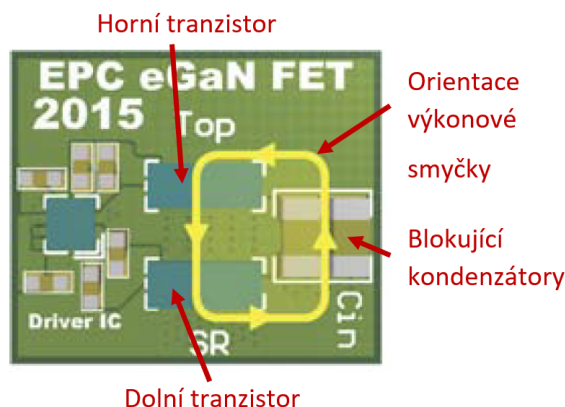 Horní tranzistor
EPC eGaN FET
2015
Top
Orientace
výkonové
smyčky
Blokující
kondenzátory
Cin
Driver IC
SR
Dolní tranzistor